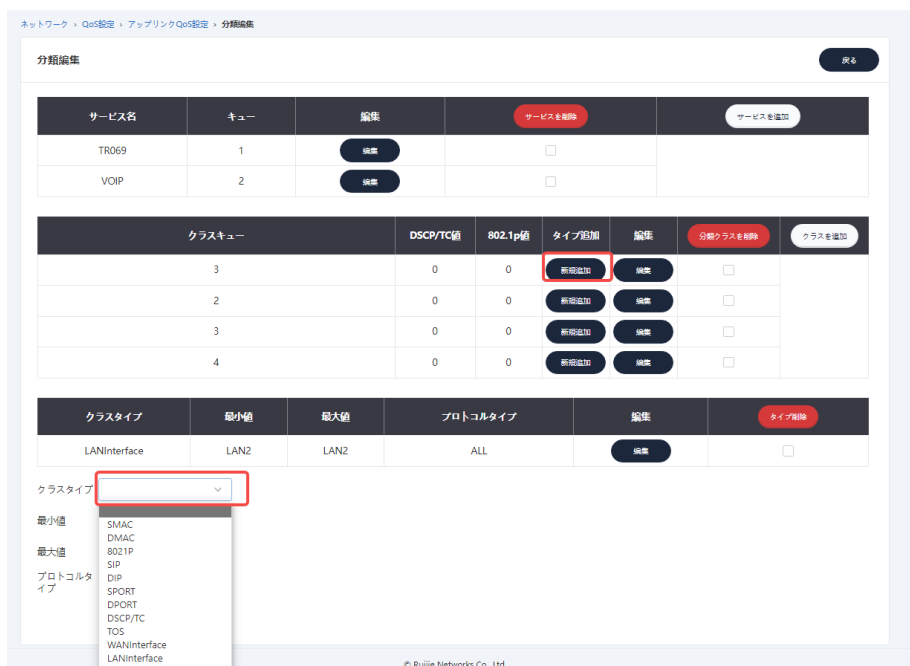 ネットワーク › QoS設定 › アップリンクQoS設定 › 分類編集
分類編集
戻る
サービス名 キュー 編集 サービスを削除 サービスを追加
TR069 1 編集
VOIP 2 編集
クラスキュー DSCP/TC値 802.1p値 タイプ追加 編集 分類クラスを削除 クラスを追加
3 0 0 新規追加 編集
2 0 0 新規追加 編集
3 0 0 新規追加 編集
4 0 0 新規追加 編集
クラスタイプ 最小値 最大値 プロトコルタイプ 編集 タイプ削除
LANInterface LAN2 LAN2 ALL 編集
クラスタイプ
最小値
最大値
プロトコルタ
イプ
SMAC
DMAC
8021P
SIP
DIP
SPORT
DPORT
DSCP/TC
TOS
WANInterface
LANInterface
© Ruijie Networks Co., Ltd